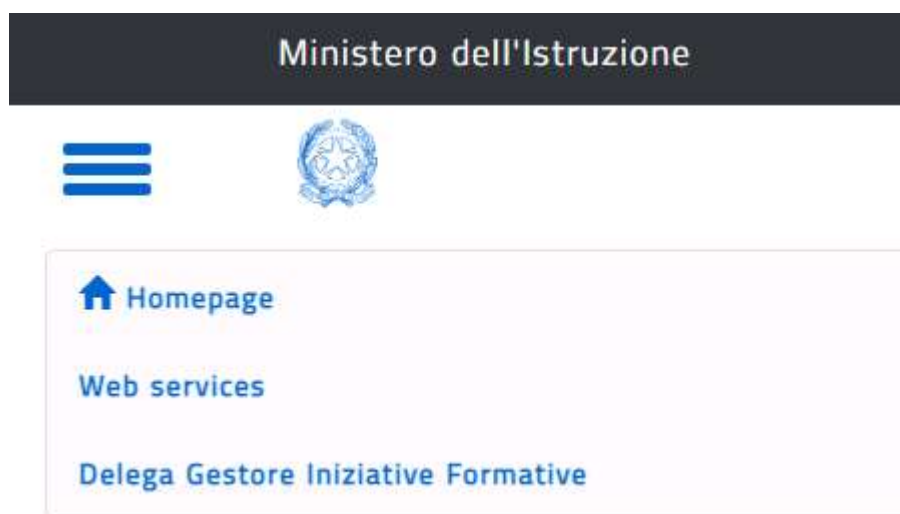 Ministero dell'Istruzione
Homepage
Web services
Delega Gestore Iniziative Formative